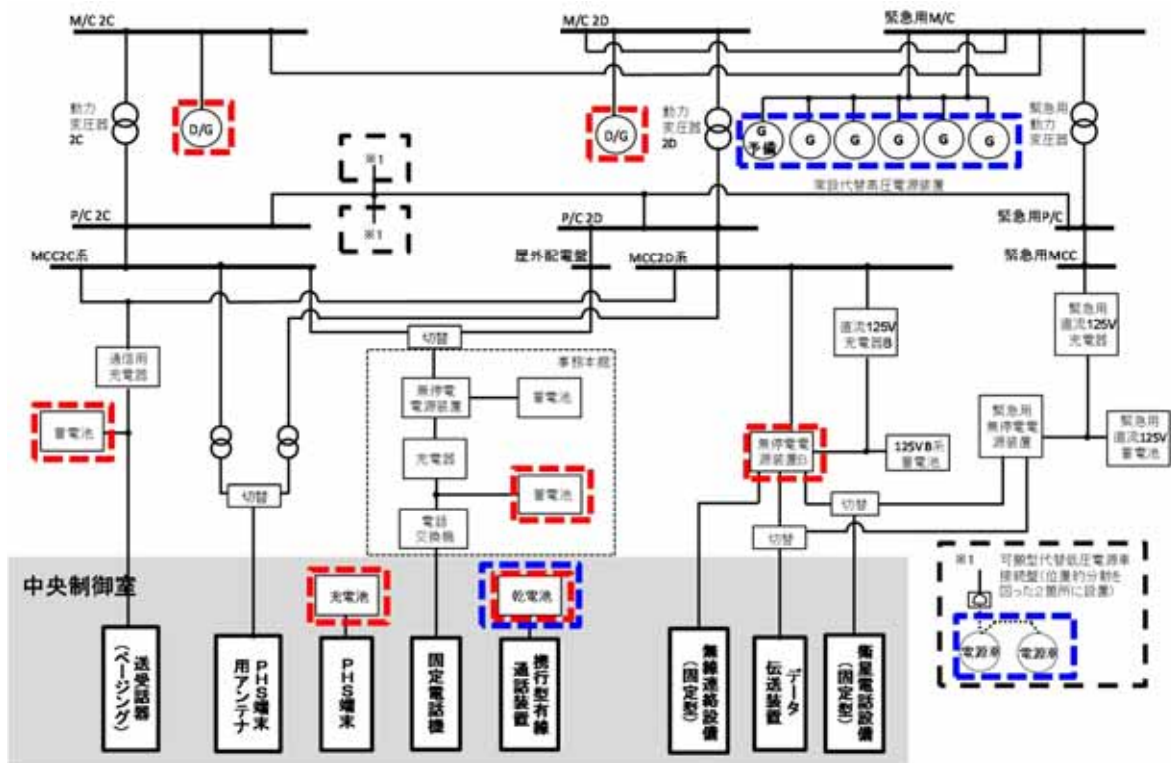 M/C 2C
M/C 2D
緊急用M/C
動力
変圧器
2C
D/G
※1
D/G
動力
変圧器
2D
G
予備
G
G
G
G
G
緊急用
動力
変圧器
常設代替高圧電源装置
※1
P/C 2C
P/C 2D
緊急用P/C
MCC2C系
屋外配電盤
MCC2D系
緊急用MCC
切替
事務本館
通信用
充電器
直流125V
充電器B
緊急用
直流125V
充電器
無停電
電源装置
蓄電池
蓄電池
充電器
無停電電
源装置B
125V B系
蓄電池
緊急用
無停電電
源装置
緊急用
直流125V
蓄電池
切替
蓄電池
電話
交換機
切替
切替
中央制御室
充電池
乾電池
※1
可搬型代替低圧電源車
接続盤(位置的分散を
図った2箇所に設置)
電源車
電源車
送受話器
(ページング)
PHS端末
用アンテナ
PHS端末
固定電話機
携行型有線
通話装置
無線連絡設備
(固定型)
データ
伝送装置
衛星電話設備
(固定型)